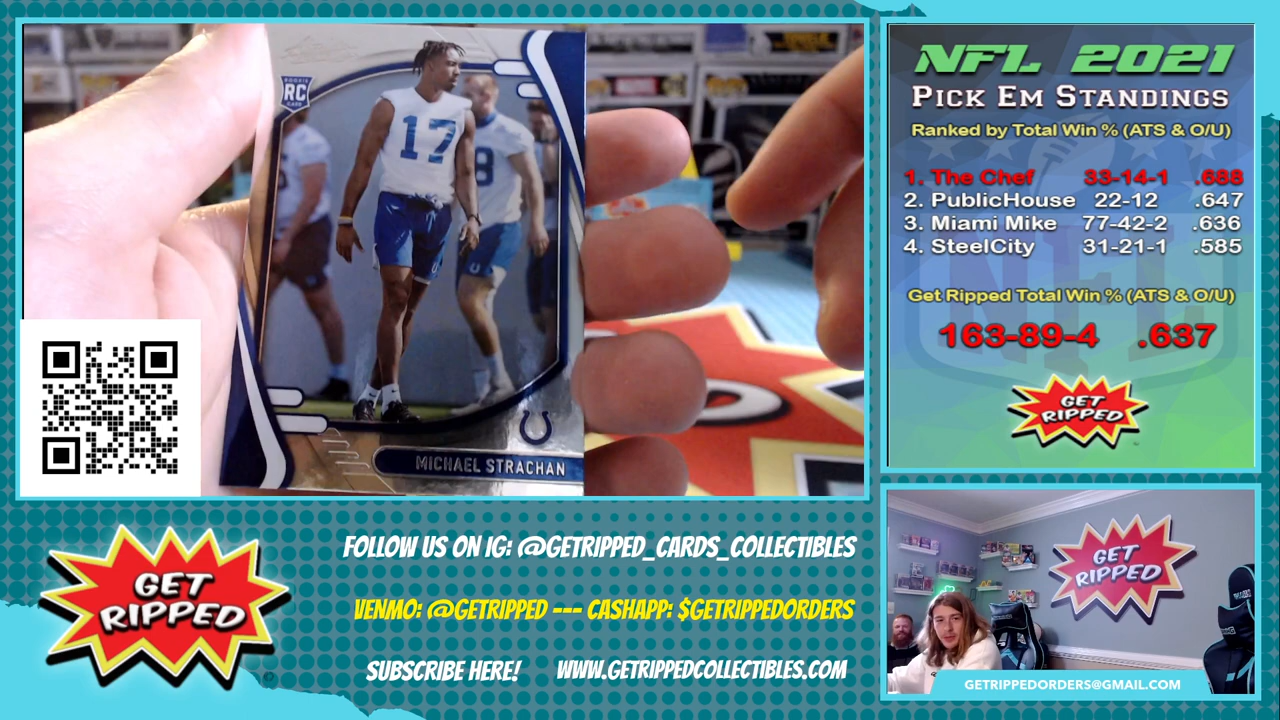 ROOKIE
RC
CARD
17
8
MICHAEL STRACHAN
NFL 2021
PICK EM STANDINGS
Ranked by Total Win % (ATS & O/U)
1. The Chef 33-14-1 .688
2. PublicHouse 22-12 .647
3. Miami Mike 77-42-2 .636
4. SteelCity 31-21-1 .585
Get Ripped Total Win % (ATS & O/U)
163-89-4 .637
GET
RIPPED
GET
RIPPED
FOLLOW US ON IG: @GETRIPPED_CARDS_COLLECTIBLES
VENMO: @GETRIPPED --- CASHAPP: $GETRIPPEDORDERS
SUBSCRIBE HERE! WWW.GETRIPPEDCOLLECTIBLES.COM
GET
RIPPED
GETRIPPEDORDERS@GMAIL.COM